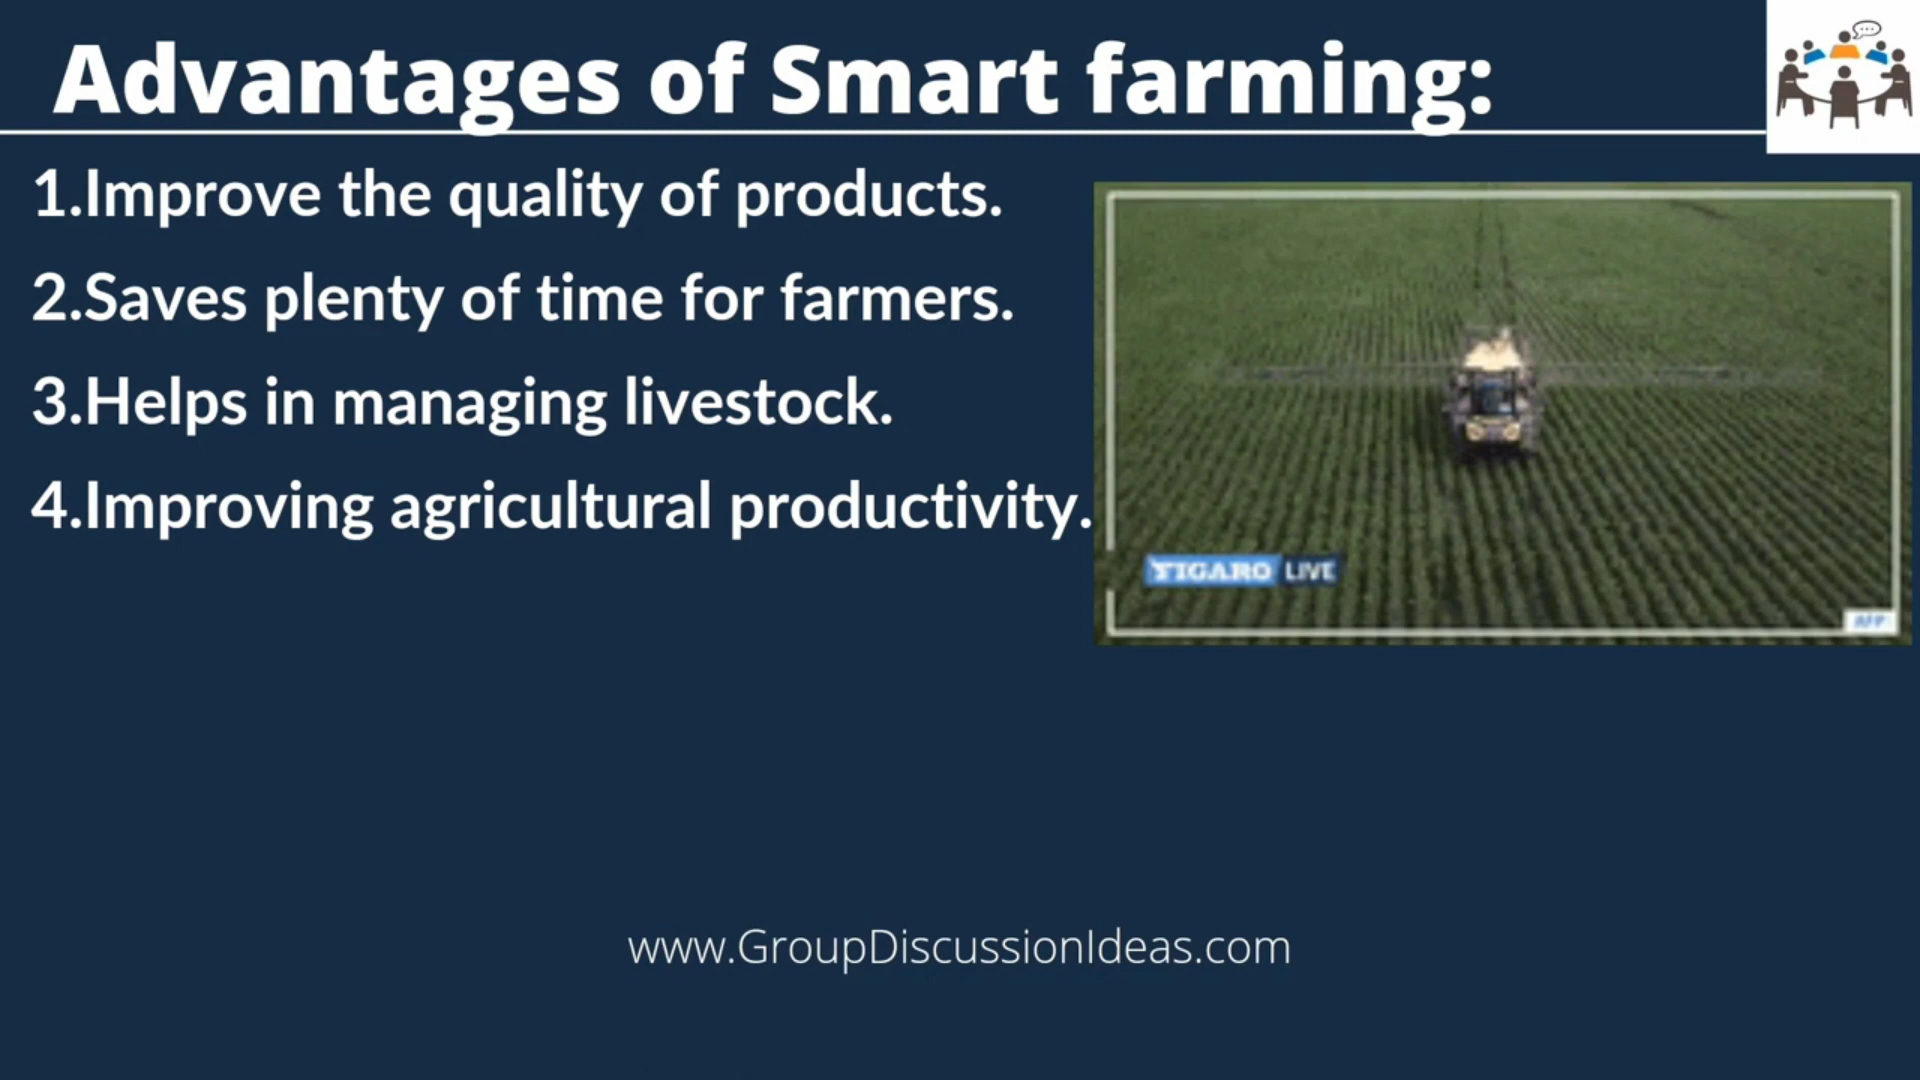 Advantages of Smart farming:
1.Improve the quality of products.
2.Saves plenty of time for farmers.
3.Helps in managing livestock.
4.Improving agricultural productivity.
FIGARO LIVE
AFP
www.GroupDiscussionIdeas.com